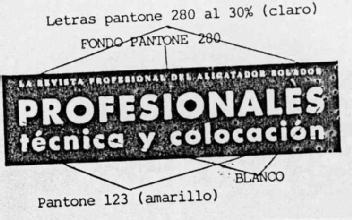 Letras pantone 280 al 30% (claro)
FONDO PANTONE 280
LA REVISTA PROFESIONAL DEL ALICATADOR SOLADOR
PROFESIONALES
técnica y colocación
BLANCO
Pantone 123 (amarillo)